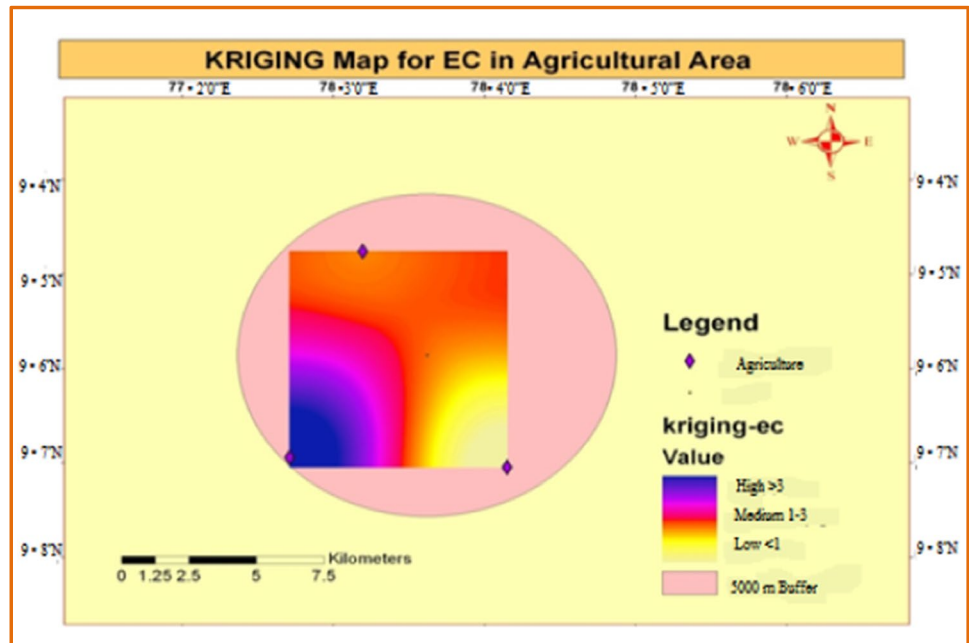 KRIGING Map for EC in Agricultural Area
77•2'0"E 78•3'0"E 78•4'0"E 78•5'0"E 78•6'0"E
N
W E
S
9•4'N 9•4'N
9•5'N 9•5'N
9•6'N 9•6'N
9•7'N 9•7'N
9•8'N 9•8'N
Legend
Agriculture
kriging-ec
Value
High >3
Medium 1-3
Low <1
5000 m Buffer
Kilometers
0 1.25 2.5 5 7.5